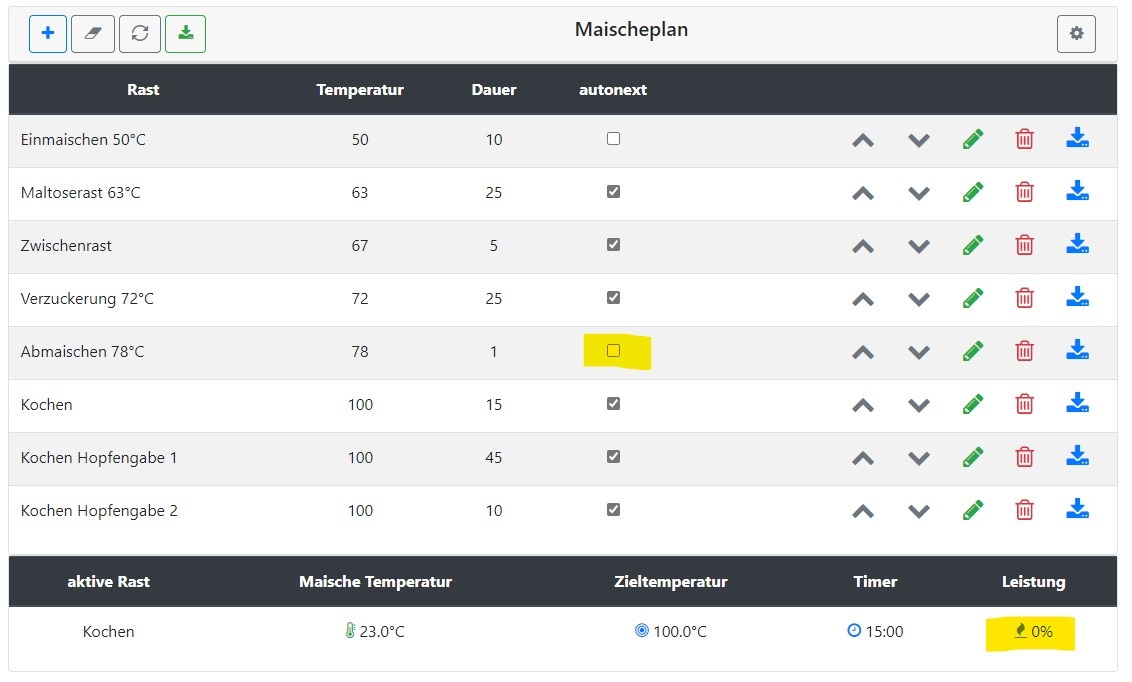 Maischeplan
Rast Temperatur Dauer autonext
Einmaischen 50°C 50 10
Maltoserast 63°C 63 25
Zwischenrast 67 5
Verzuckerung 72°C 72 25
Abmaischen 78°C 78 1
Kochen 100 15
Kochen Hopfengabe 1 100 45
Kochen Hopfengabe 2 100 10
aktive Rast Maische Temperatur Zieltemperatur Timer Leistung
Kochen 23.0°C 100.0°C 15:00 0%